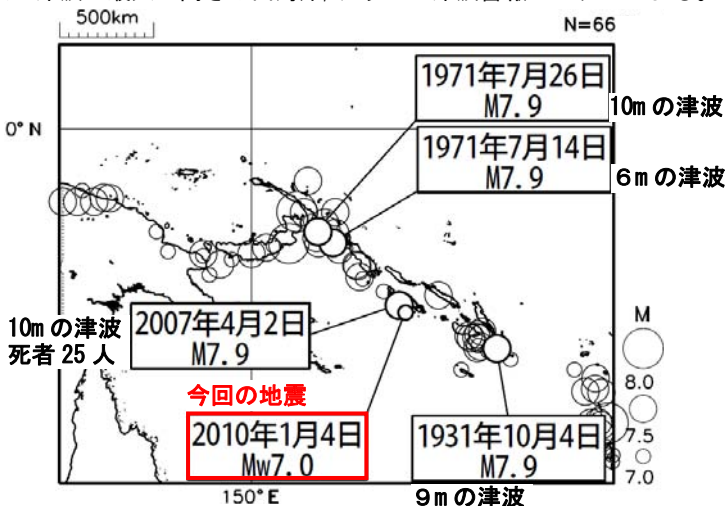 500km
N=66
1971年7月26日
M7.9
10mの津波
0°N
1971年7月14日
M7.9
6mの津波
10mの津波
死者25人
2007年4月2日
M7.9
M
8.0
7.5
7.0
今回の地震
2010年1月4日
Mw7.0
1931年10月4日
M7.9
150°E
9mの津波